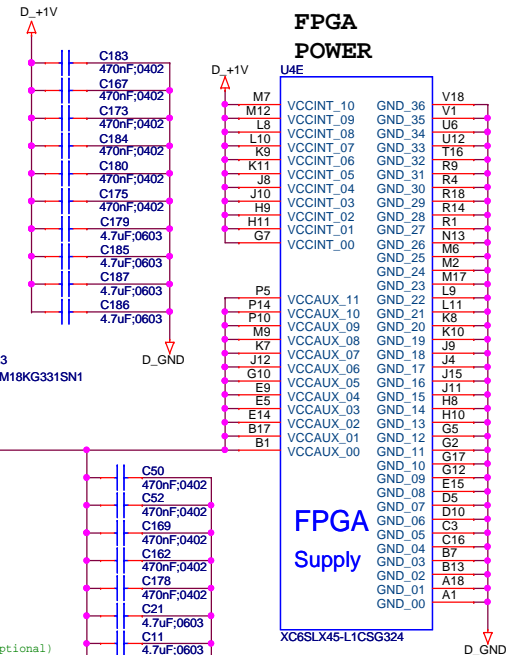 D_+1V
FPGA
POWER
C183
470nF;0402
C167
470nF;0402
C173
470nF;0402
C184
470nF;0402
C180
470nF;0402
C175
470nF;0402
C179
4.7uF;0603
C185
4.7uF;0603
C187
4.7uF;0603
C186
4.7uF;0603
D_GND
3
M18KG331SN1
D_+1V
U4E
M7 VCCINT_10
M12 VCCINT_09
L8 VCCINT_08
L10 VCCINT_07
K9 VCCINT_06
K11 VCCINT_05
J8 VCCINT_04
J10 VCCINT_03
H9 VCCINT_02
H11 VCCINT_01
G7 VCCINT_00
P5 VCCAUX_11
P14 VCCAUX_10
P10 VCCAUX_09
M9 VCCAUX_08
K7 VCCAUX_07
J12 VCCAUX_06
G10 VCCAUX_05
E9 VCCAUX_04
E5 VCCAUX_03
E14 VCCAUX_02
B17 VCCAUX_01
B1 VCCAUX_00
GND_36 V18
GND_35 V1
GND_34 U6
GND_33 U12
GND_32 T16
GND_31 R9
GND_30 R4
GND_29 R18
GND_28 R14
GND_27 R1
GND_26 N13
GND_25 M6
GND_24 M2
GND_23 M17
GND_22 L9
GND_21 L11
GND_20 K8
GND_19 K10
GND_18 J9
GND_17 J4
GND_16 J15
GND_15 J11
GND_14 H8
GND_13 H10
GND_12 G5
GND_11 G2
GND_10 G17
GND_09 G12
GND_08 E15
GND_07 D5
GND_06 D10
GND_05 C3
GND_04 C16
GND_03 B7
GND_02 B13
GND_01 A18
GND_00 A1
FPGA
Supply
XC6SLX45-L1CSG324
D_GND
C50
470nF;0402
C52
470nF;0402
C169
470nF;0402
C162
470nF;0402
C178
470nF;0402
C21
4.7uF;0603
C11
4.7uF;0603
ptional)